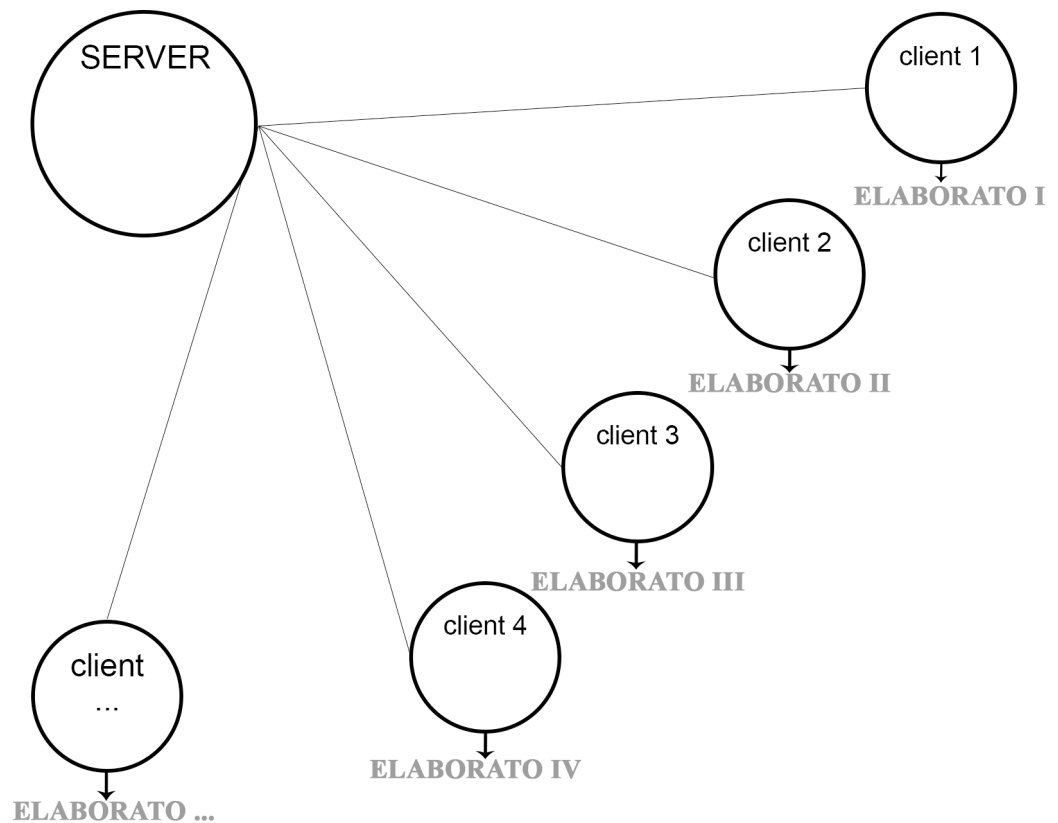 SERVER
client 1
ELABORATO I
client 2
ELABORATO II
client 3
ELABORATO III
client 4
ELABORATO IV
client
...
ELABORATO ...